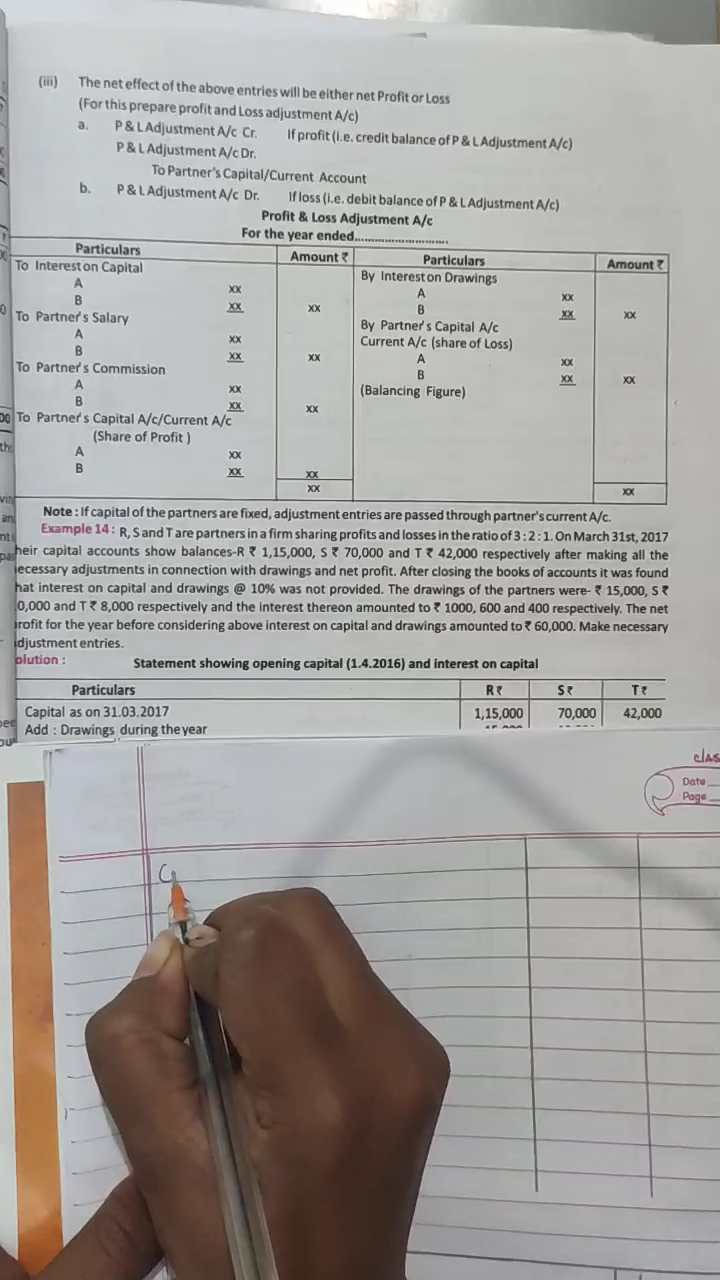 (iii) The net effect of the above entries will be either net Profit or Loss
(For this prepare profit and Loss adjustment A/c)
a. P & L Adjustment A/c Cr. If profit (i.e. credit balance of P & L Adjustment A/c)
P & L Adjustment A/c Dr.
To Partner's Capital/Current Account
b. P & L Adjustment A/c Dr. If loss (i.e. debit balance of P & L Adjustment A/c)
Profit & Loss Adjustment A/c
For the year ended..............................
Particulars Amount ₹ Particulars Amount ₹
To Interest on Capital By Interest on Drawings
A xx A xx
B xx xx B xx xx
To Partner's Salary By Partner's Capital A/c
A xx Current A/c (share of Loss)
B xx xx A xx
To Partner's Commission B xx xx
A xx (Balancing Figure)
B xx xx
To Partner's Capital A/c/Current A/c
(Share of Profit )
A xx
B xx xx
xx xx
Note : If capital of the partners are fixed, adjustment entries are passed through partner's current A/c.
Example 14 : R, S and T are partners in a firm sharing profits and losses in the ratio of 3 : 2 : 1. On March 31st, 2017
heir capital accounts show balances-R ₹ 1,15,000, S ₹ 70,000 and T ₹ 42,000 respectively after making all the
ecessary adjustments in connection with drawings and net profit. After closing the books of accounts it was found
hat interest on capital and drawings @ 10% was not provided. The drawings of the partners were- ₹ 15,000, S ₹
0,000 and T ₹ 8,000 respectively and the interest thereon amounted to ₹ 1000, 600 and 400 respectively. The net
rofit for the year before considering above interest on capital and drawings amounted to ₹ 60,000. Make necessary
djustment entries.
olution : Statement showing opening capital (1.4.2016) and interest on capital
Particulars R₹ S₹ T₹
Capital as on 31.03.2017 1,15,000 70,000 42,000
Add : Drawings during the year
Date
Page